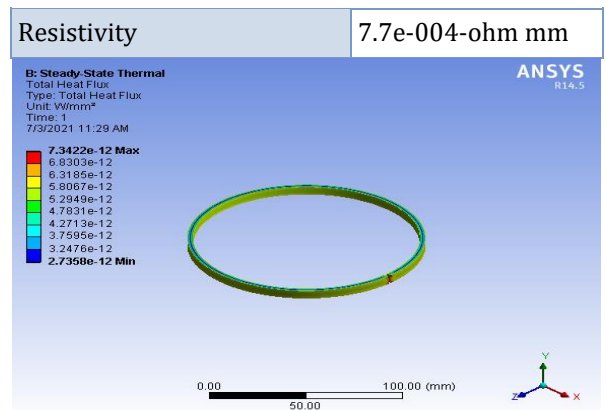 Resistivity 7.7e-004-ohm mm
B: Steady-State Thermal
Total Heat Flux
Type: Total Heat Flux
Unit: W/mm²
Time: 1
7/3/2021 11:29 AM
ANSYS
R14.5
7.3422e-12 Max
6.8303e-12
6.3185e-12
5.8067e-12
5.2949e-12
4.7831e-12
4.2713e-12
3.7595e-12
3.2476e-12
2.7358e-12 Min
0.00 100.00 (mm)
50.00
Y
Z X